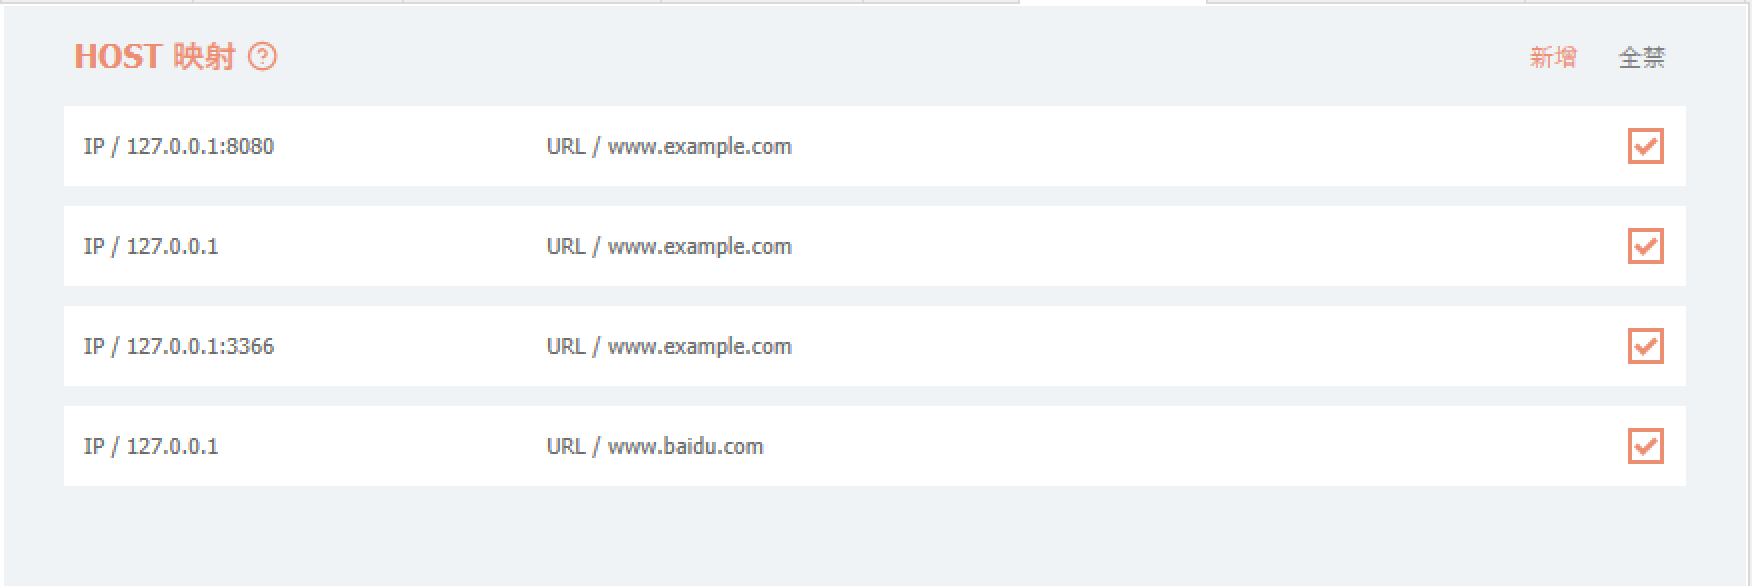 HOST 映射 ? 新增 全禁
IP / 127.0.0.1:8080 URL / www.example.com
IP / 127.0.0.1 URL / www.example.com
IP / 127.0.0.1:3366 URL / www.example.com
IP / 127.0.0.1 URL / www.baidu.com